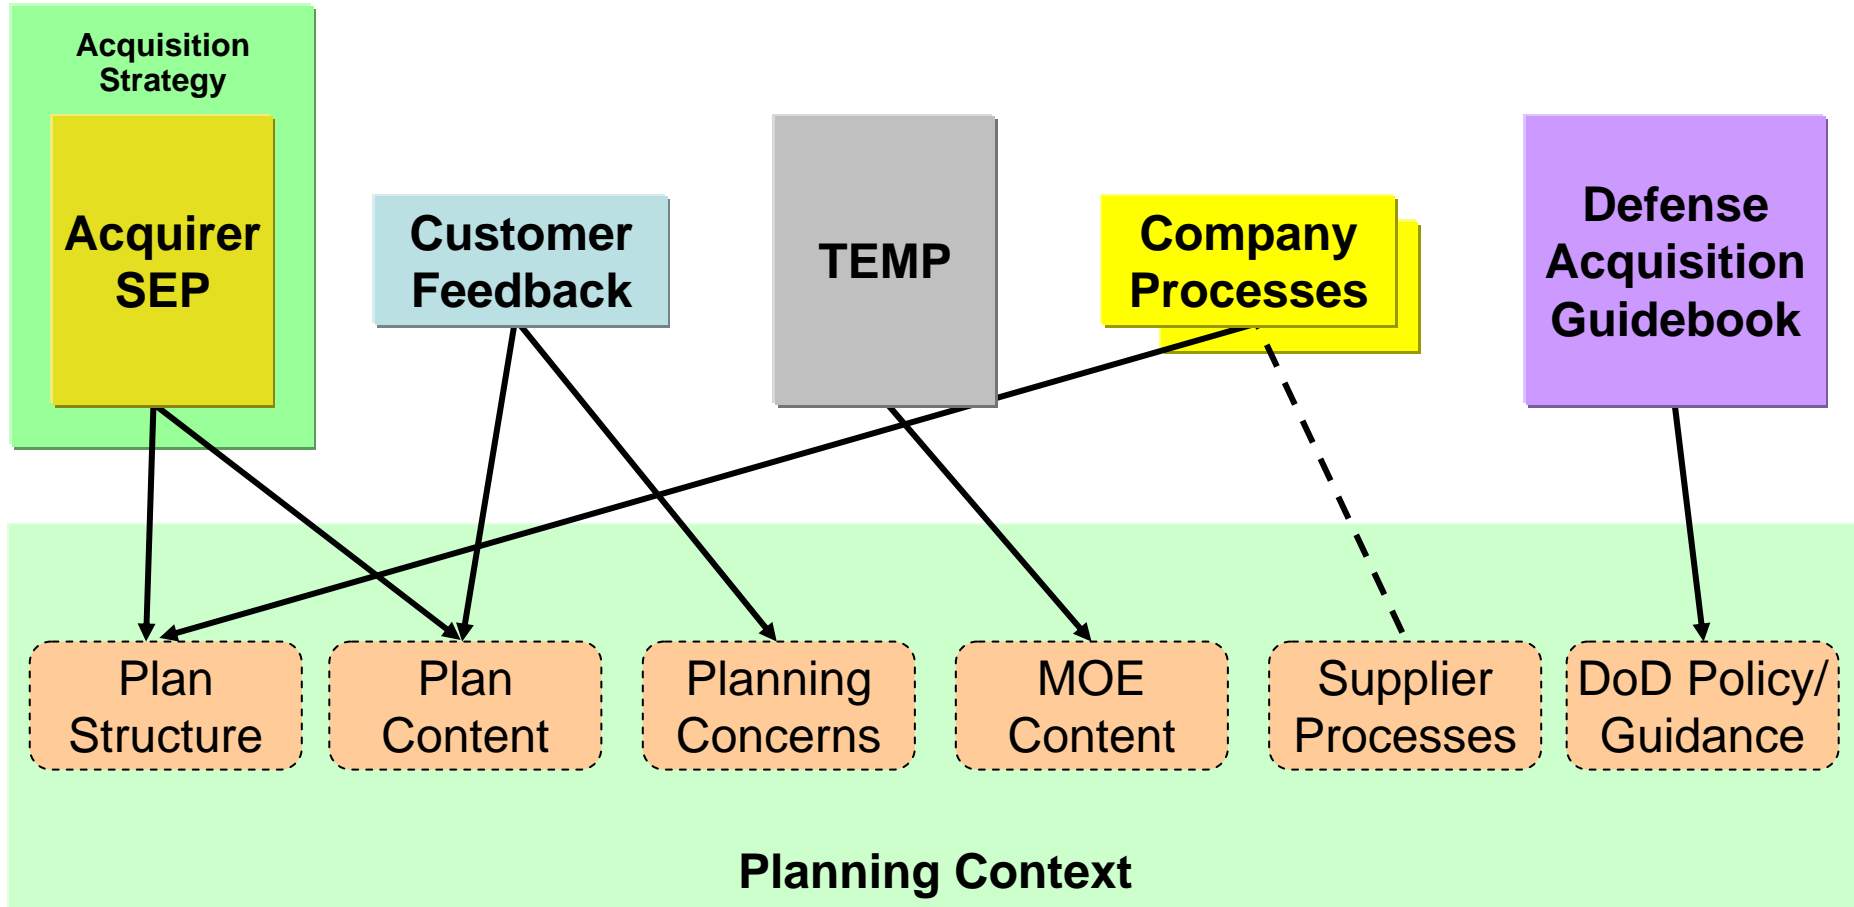 Acquisition
Strategy
Acquirer
SEP
Customer
Feedback
TEMP
Company
Processes
Defense
Acquisition
Guidebook
Plan
Structure
Plan
Content
Planning
Concerns
MOE
Content
Supplier
Processes
DoD Policy/
Guidance
Planning Context